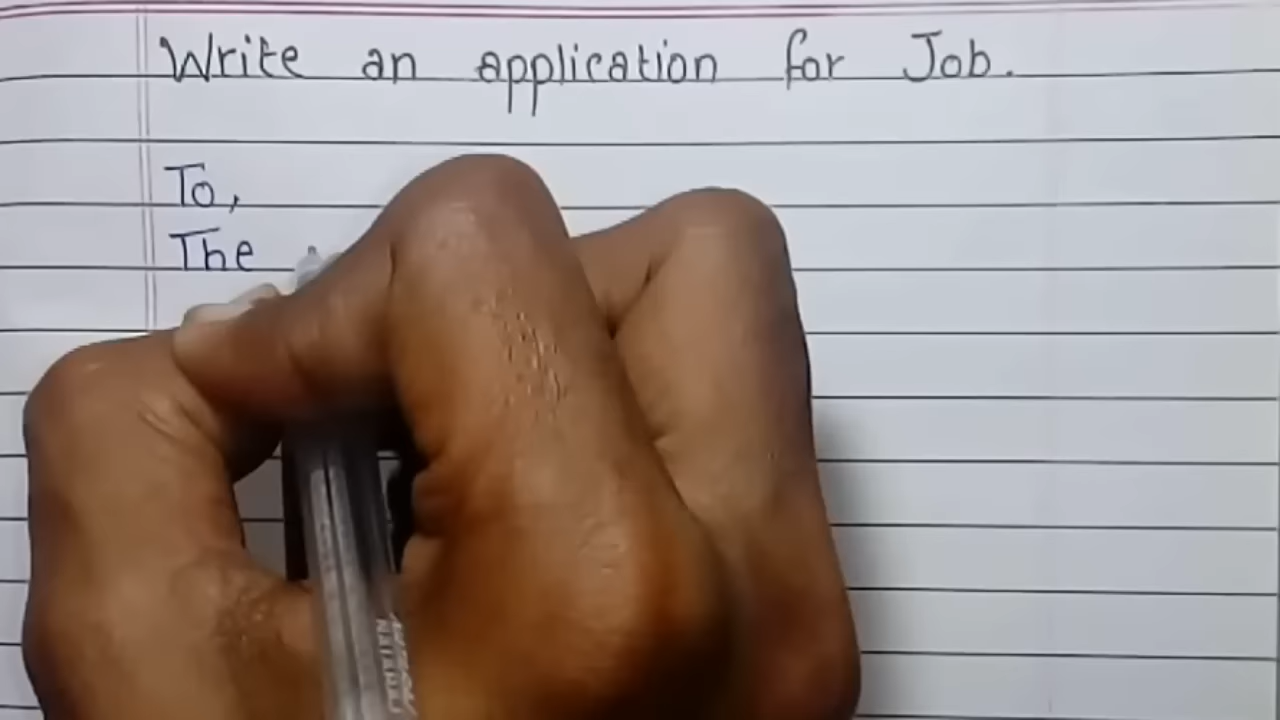 Write an application for Job.
To,
The